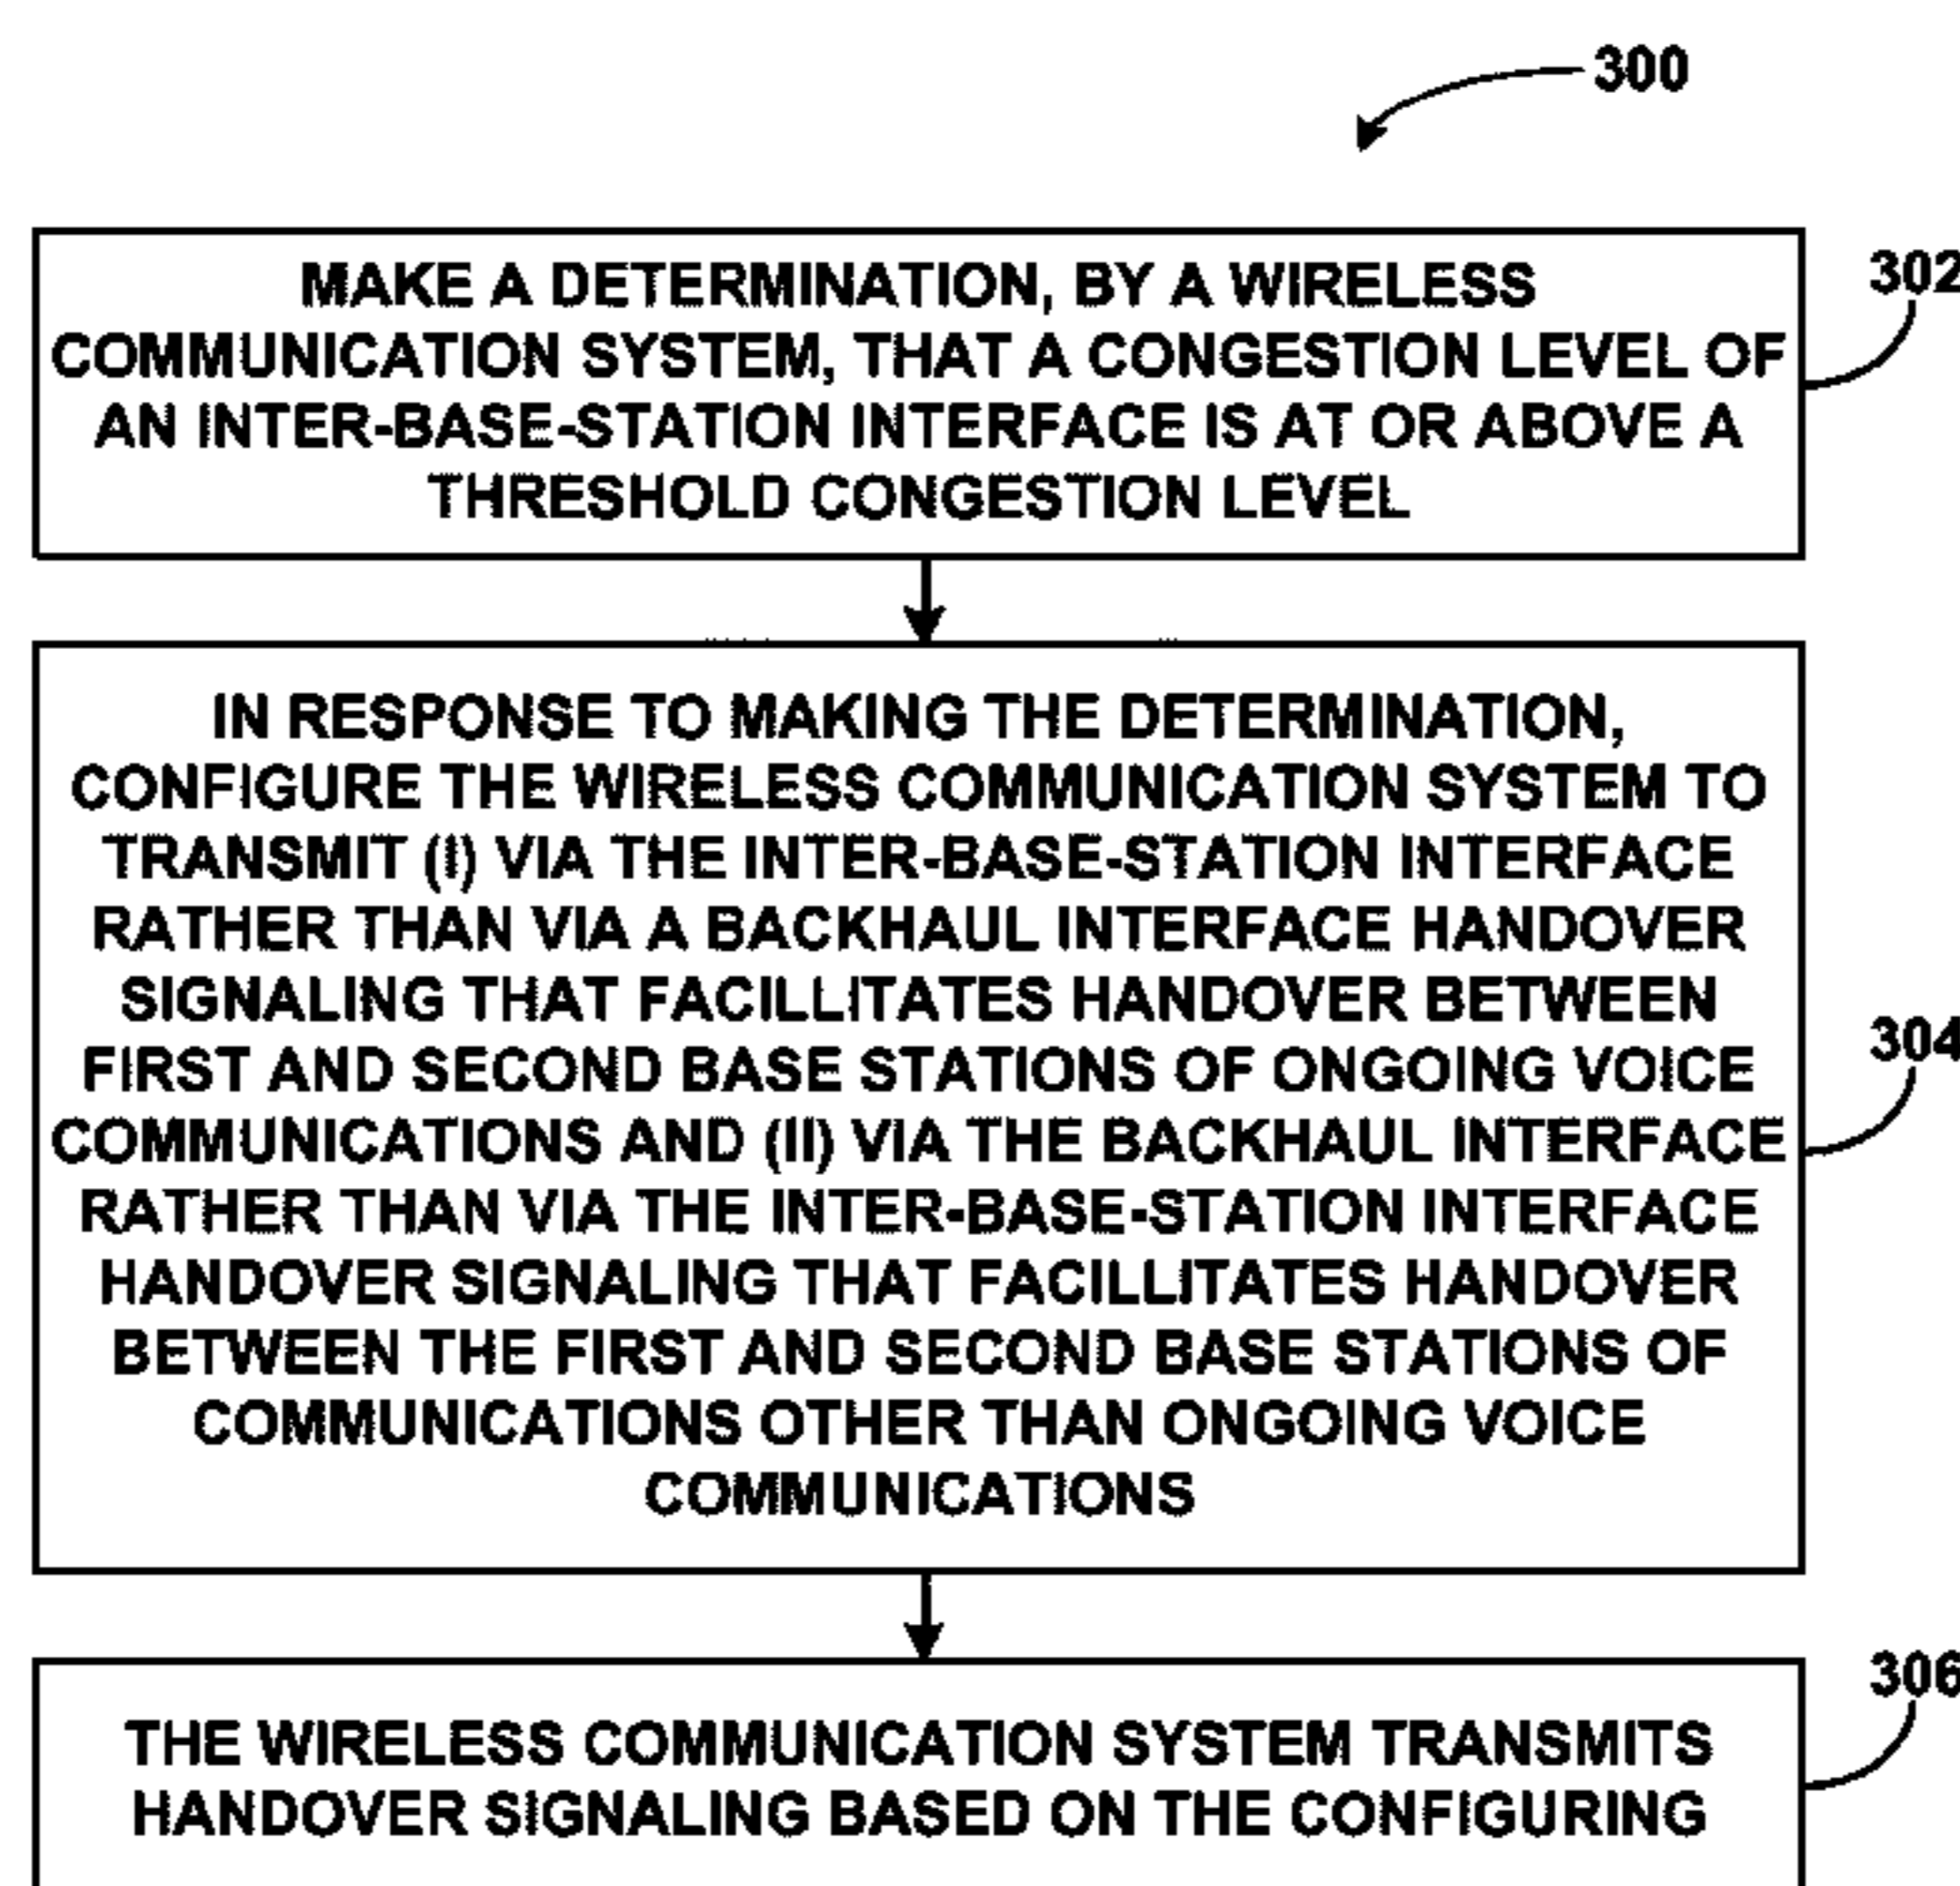 300
MAKE A DETERMINATION, BY A WIRELESS
COMMUNICATION SYSTEM, THAT A CONGESTION LEVEL OF
AN INTER-BASE-STATION INTERFACE IS AT OR ABOVE A
THRESHOLD CONGESTION LEVEL
302
IN RESPONSE TO MAKING THE DETERMINATION,
CONFIGURE THE WIRELESS COMMUNICATION SYSTEM TO
TRANSMIT (I) VIA THE INTER-BASE-STATION INTERFACE
RATHER THAN VIA A BACKHAUL INTERFACE HANDOVER
SIGNALING THAT FACILLITATES HANDOVER BETWEEN
FIRST AND SECOND BASE STATIONS OF ONGOING VOICE
COMMUNICATIONS AND (II) VIA THE BACKHAUL INTERFACE
RATHER THAN VIA THE INTER-BASE-STATION INTERFACE
HANDOVER SIGNALING THAT FACILLITATES HANDOVER
BETWEEN THE FIRST AND SECOND BASE STATIONS OF
COMMUNICATIONS OTHER THAN ONGOING VOICE
COMMUNICATIONS
304
THE WIRELESS COMMUNICATION SYSTEM TRANSMITS
HANDOVER SIGNALING BASED ON THE CONFIGURING
306